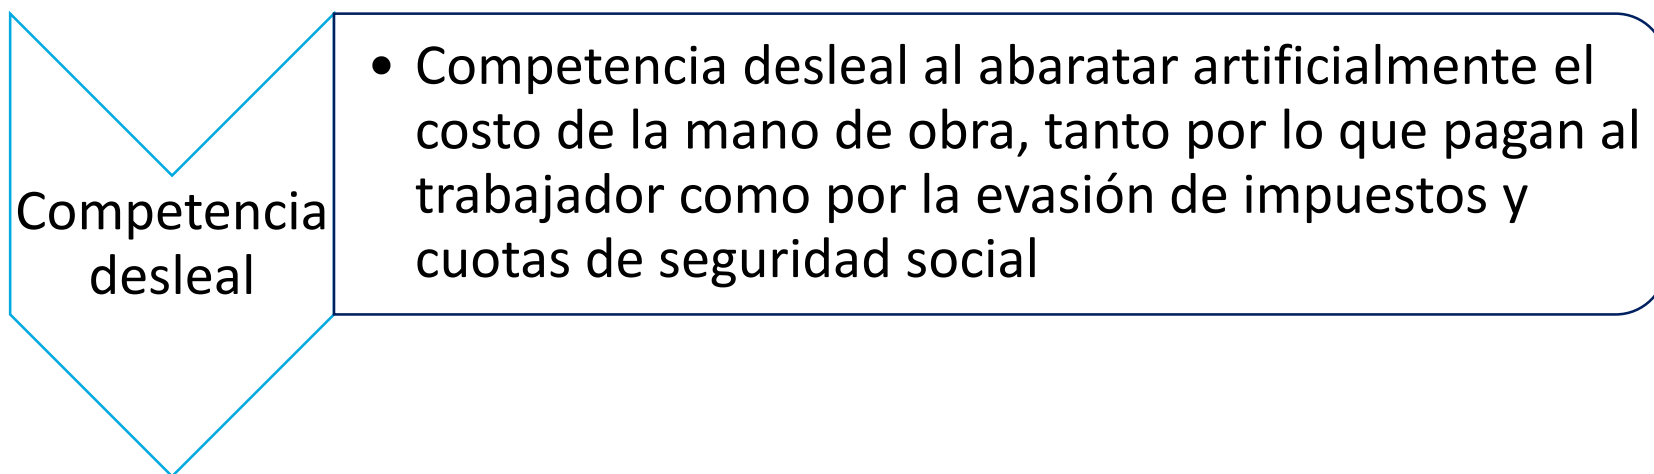 Competencia
desleal
• Competencia desleal al abaratar artificialmente el
costo de la mano de obra, tanto por lo que pagan al
trabajador como por la evasión de impuestos y
cuotas de seguridad social